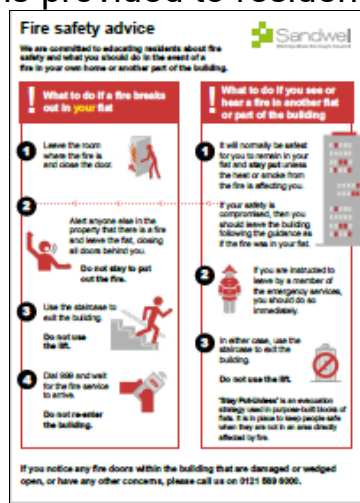 is provided to residen
Fire safety advice
Sandwell
Metropolitan Borough Council
We are committed to educating residents about fire
safety and what you should do in the event of a
fire in your own home or another part of the building.
! What to do if a fire breaks
out in your flat
1 Leave the room
where the fire is
and close the door.
2
Alert anyone else in the
property that there is a fire
and leave the flat, closing
all doors behind you.
Do not stay to put
out the fire.
3 Use the staircase to
exit the building.
Do not use
the lift.
4 Dial 999 and wait
for the fire service
to arrive.
Do not re-enter
the building.
! What to do if you see or
hear a fire in another flat
or part of the building
1 It will normally be safest
for you to remain in your
flat and stay put unless
the heat or smoke from
the fire is affecting you.
If your safety is
compromised, then you
should leave the building
following the guidance as
if the fire was in your flat.
2 If you are instructed to
leave by a member of
the emergency services,
you should do so
immediately.
3 In either case, use the
staircase to exit the
building.
Do not use the lift.
'Stay Put-Unless' is an evacuation
strategy used in purpose-built blocks of
flats. It is in place to keep people safe
when they are not in an area directly
affected by fire.
If you notice any fire doors within the building that are damaged or wedged
open, or have any other concerns, please call us on 0121 569 6000.